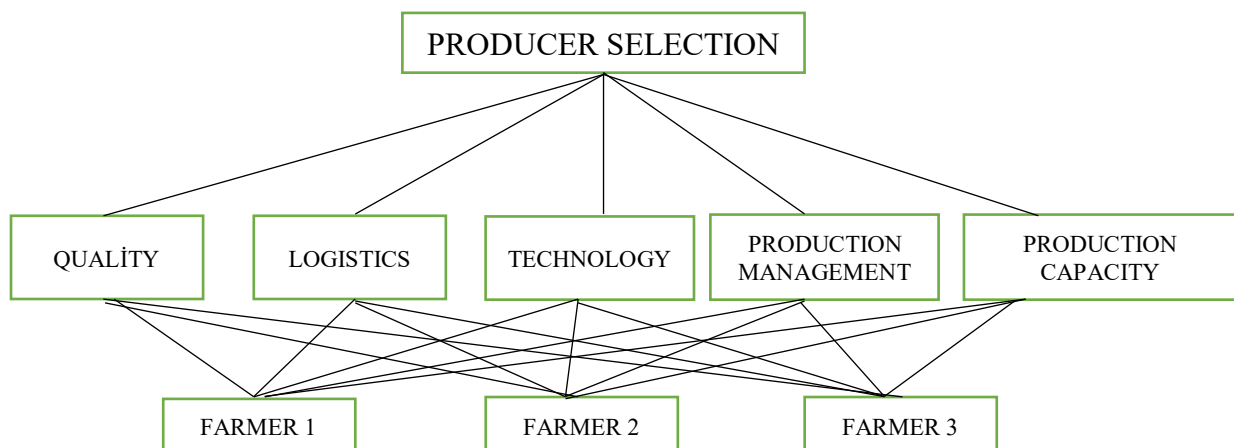 PRODUCER SELECTION
QUALİTY
LOGISTICS
TECHNOLOGY
PRODUCTION
MANAGEMENT
PRODUCTION
CAPACITY
FARMER 1
FARMER 2
FARMER 3